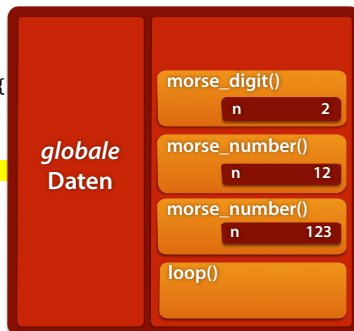 {
globale
Daten
morse_digit()
n 2
morse_number()
n 12
morse_number()
n 123
loop()